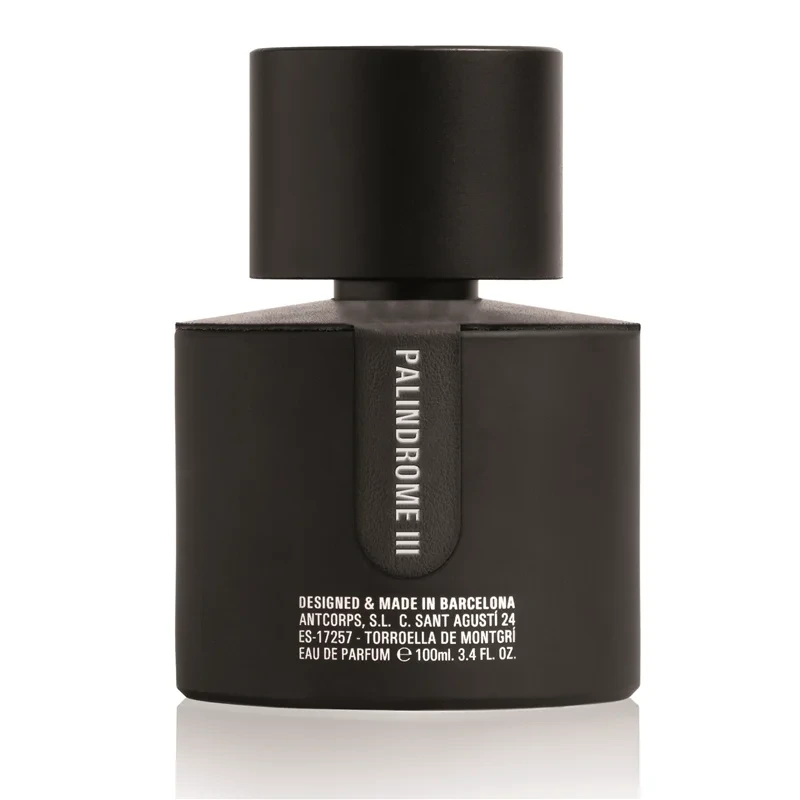 PALINDROME III
DESIGNED & MADE IN BARCELONA
ANTCORPS, S.L. C. SANT AGUSTÍ 24
ES-17257 - TORROELLA DE MONTGRÍ
EAU DE PARFUM ℮ 100ml. 3.4 FL. OZ.